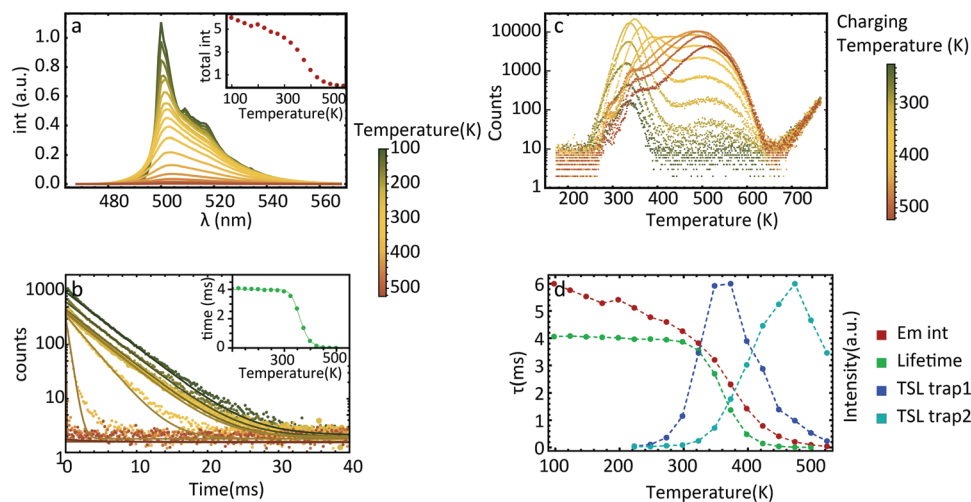 a
1.0
0.8
0.6
0.4
0.2
0.0
int (a.u.)
480 500 520 540 560
λ (nm)
5
3
1
total int
100 300 500
Temperature(K)
Temperature(K)
100
200
300
400
500
b
1000
100
10
1
counts
0 10 20 30 40
Time(ms)
4
2
0
time (ms)
300 400 500
Temperature(K)
c
10000
1000
100
10
1
Counts
200 300 400 500 600 700
Temperature (K)
Charging
Temperature (K)
300
400
500
d
6
5
4
3
2
1
0
τ(ms)
100 200 300 400 500
Temperature(K)
Intensity(a.u.)
Em int
Lifetime
TSL trap1
TSL trap2